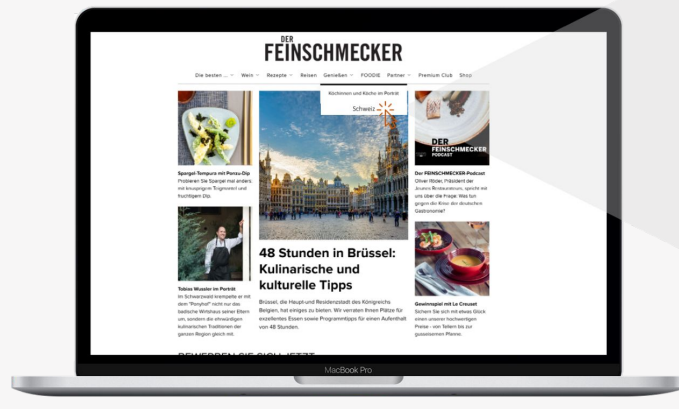 DER
FEINSCHMECKER
Die besten ... Wein Rezepte Reisen Genießen FOODIE Partner Premium Club Shop
Köchinnen und Köche im Porträt
Schweiz
Spargel-Tempura mit Ponzu-Dip
Probieren Sie Spargel mal anders:
mit knusprigem Teigmantel und
fruchtigem Dip.
Tobias Wussler im Porträt
Im Schwarzwald krempelte er mit
dem "Ponyhof" nicht nur das
badische Wirtshaus seiner Eltern
um, sondern die ehrwürdigen
kulinarischen Traditionen der
ganzen Region gleich mit.
48 Stunden in Brüssel:
Kulinarische und
kulturelle Tipps
Brüssel, die Haupt-und Residenzstadt des Königreichs
Belgien, hat einiges zu bieten. Wir verraten Ihnen Plätze für
exzellentes Essen sowie Programmtipps für einen Aufenthalt
von 48 Stunden.
DER
FEINSCHMECKER
PODCAST
Der FEINSCHMECKER-Podcast
Oliver Röder, Präsident der
Jeunes Restaurateurs, spricht mit
uns über die Frage: Was tun
gegen die Krise der deutschen
Gastronomie?
Gewinnspiel mit Le Creuset
Sichern Sie sich mit etwas Glück
einen unserer hochwertigen
Preise - von Tellern bis zur
gusseisernen Pfanne.
BEWERBEN SIE SICH JETZT
MacBook Pro